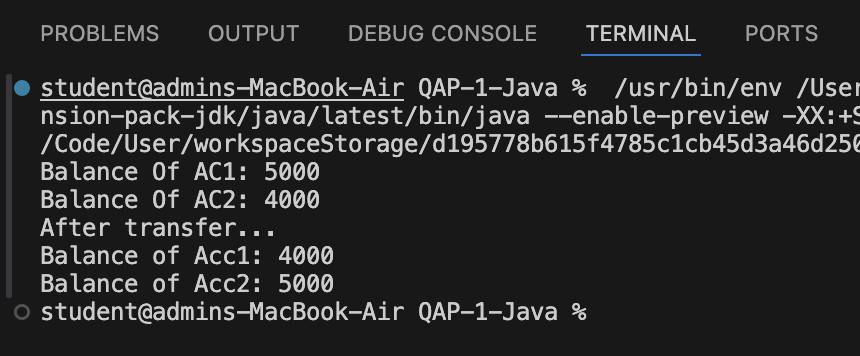 PROBLEMS OUTPUT DEBUG CONSOLE TERMINAL PORTS
student@admins-MacBook-Air QAP-1-Java % /usr/bin/env /User
nsion-pack-jdk/java/latest/bin/java --enable-preview -XX:+S
/Code/User/workspaceStorage/d195778b615f4785c1cb45d3a46d250
Balance Of AC1: 5000
Balance Of AC2: 4000
After transfer...
Balance of Acc1: 4000
Balance of Acc2: 5000
student@admins-MacBook-Air QAP-1-Java %